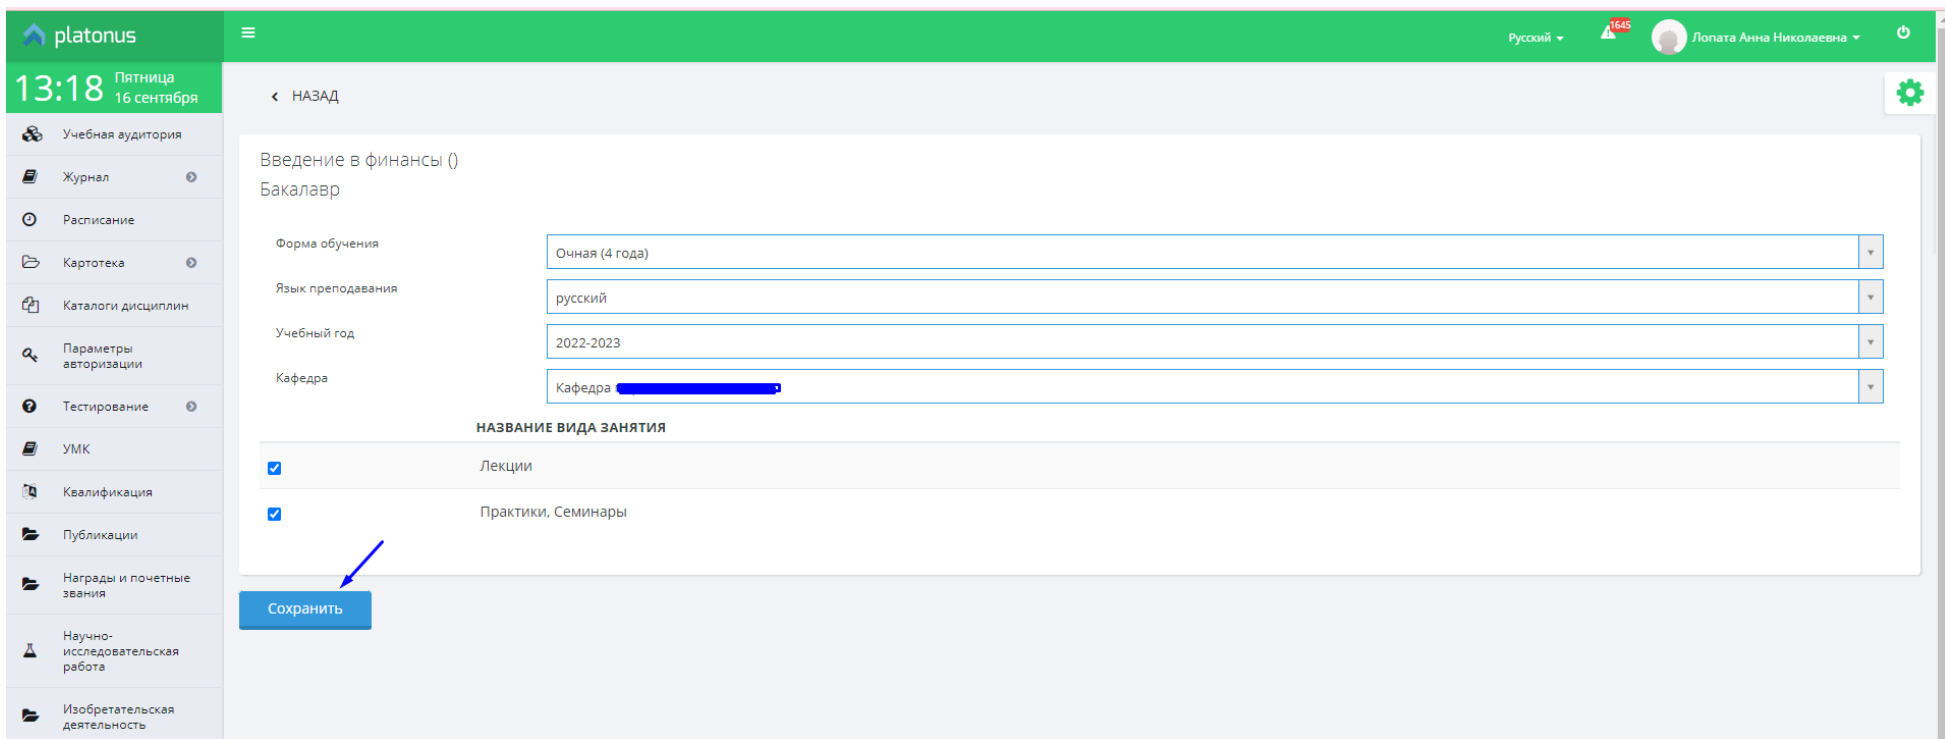 platonus
Русский
1645
Лопата Анна Николаевна
13:18
Пятница
16 сентября
НАЗАД
Учебная аудитория
Журнал
Расписание
Картотека
Каталоги дисциплин
Параметры
авторизации
Тестирование
УМК
Квалификация
Публикации
Награды и почетные
звания
Научно-
исследовательская
работа
Изобретательская
деятельность
Введение в финансы ()
Бакалавр
Форма обучения
Очная (4 года)
Язык преподавания
русский
Учебный год
2022-2023
Кафедра
Кафедра
НАЗВАНИЕ ВИДА ЗАНЯТИЯ
Лекции
Практики, Семинары
Сохранить